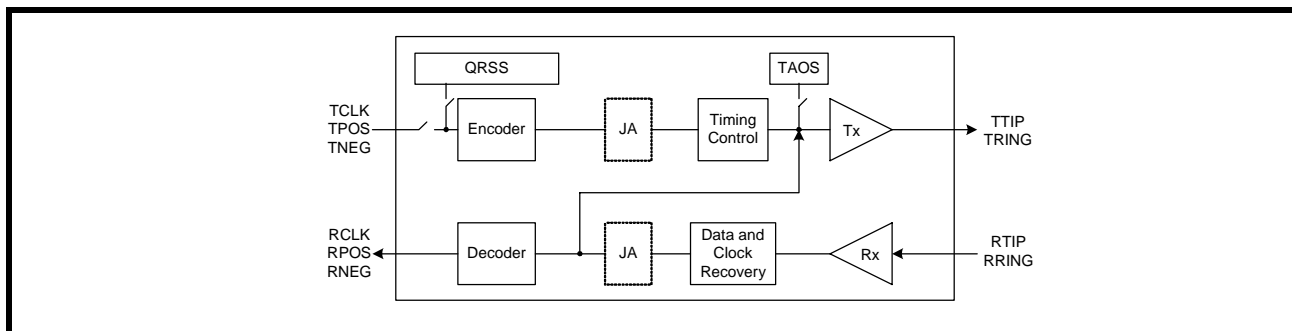 QRSS
TAOS
TCLK
TPOS
TNEG
Encoder
JA
Timing
Control
Tx
TTIP
TRING
RCLK
RPOS
RNEG
Decoder
JA
Data and
Clock
Recovery
Rx
RTIP
RRING